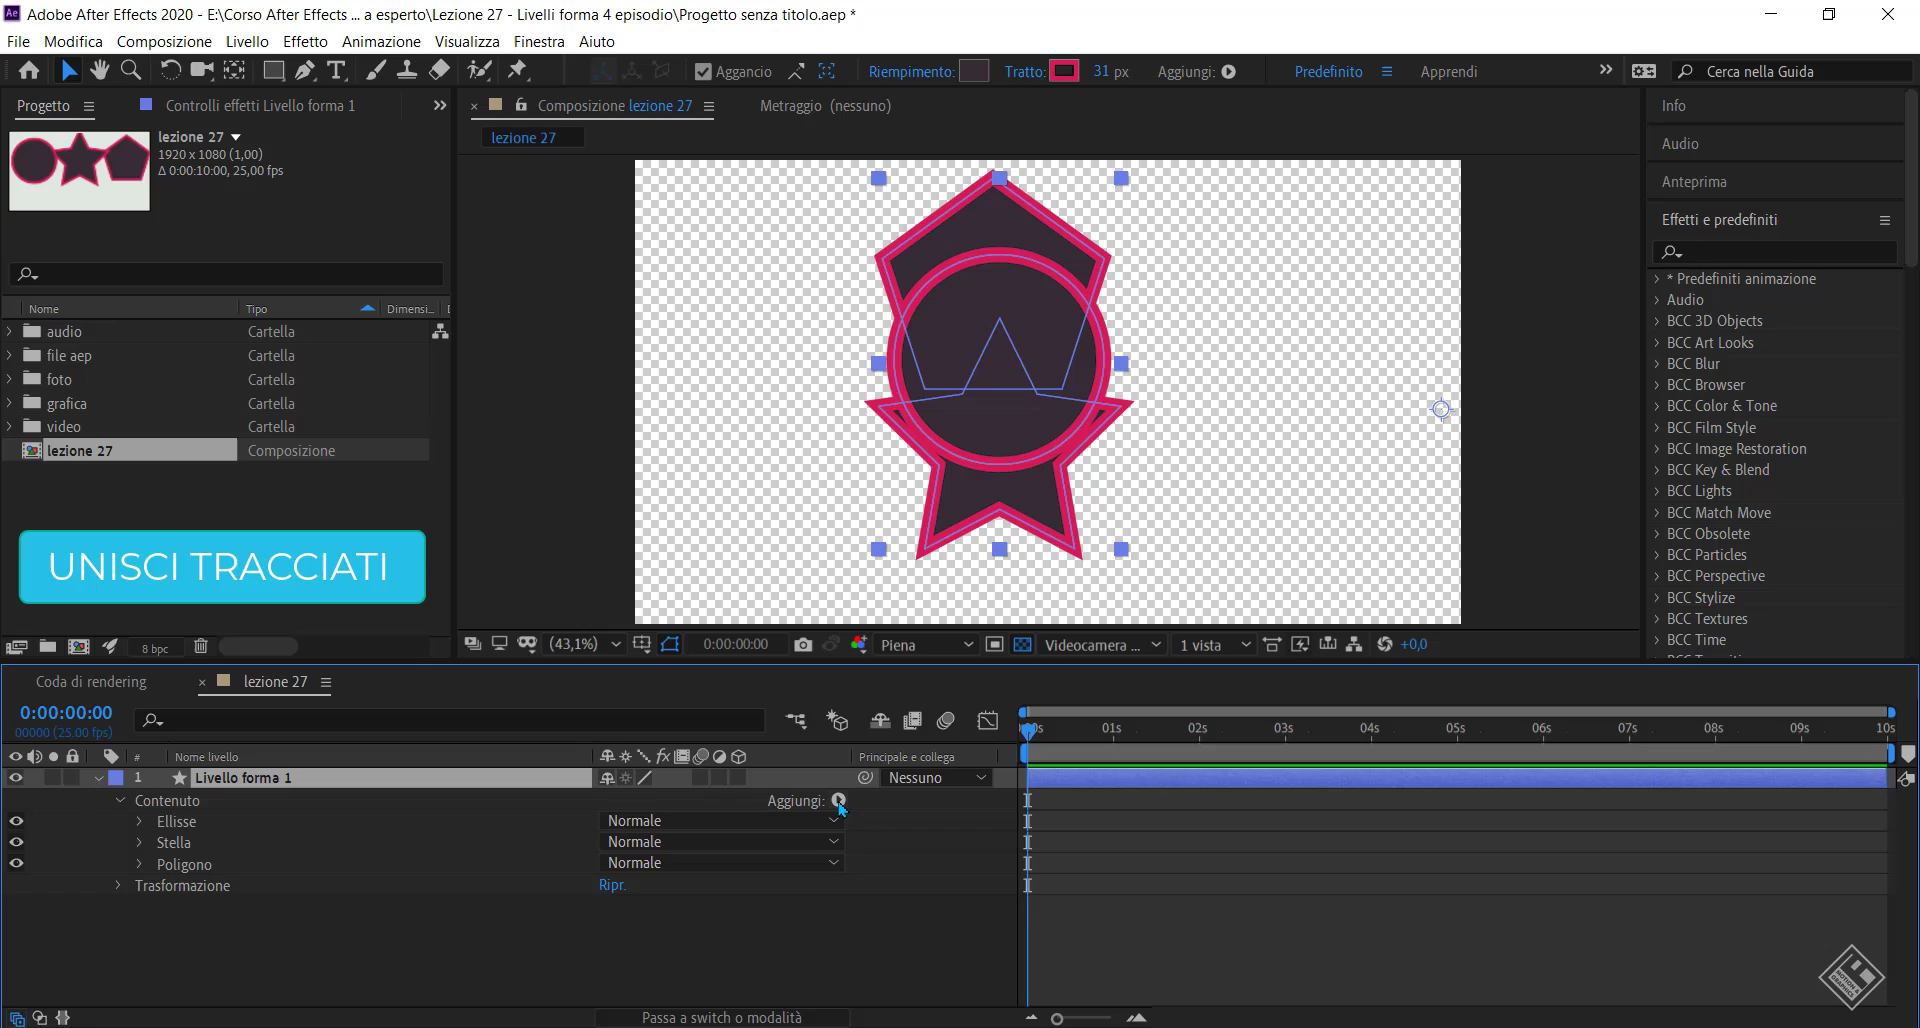 Adobe After Effects 2020 - E:\Corso After Effects ... a esperto\Lezione 27 - Livelli forma 4 episodio\Progetto senza titolo.aep *
File Modifica Composizione Livello Effetto Animazione Visualizza Finestra Aiuto
Aggancio Riempimento: Tratto: 31 px Aggiungi: Predefinito Apprendi Cerca nella Guida
Progetto Controlli effetti Livello forma 1
Composizione lezione 27 Metraggio (nessuno)
lezione 27
lezione 27
1920 x 1080 (1,00)
Δ 0:00:10:00, 25,00 fps
Info
Audio
Anteprima
Effetti e predefiniti
* Predefiniti animazione
Audio
BCC 3D Objects
BCC Art Looks
BCC Blur
BCC Browser
BCC Color & Tone
BCC Film Style
BCC Image Restoration
BCC Key & Blend
BCC Lights
BCC Match Move
BCC Obsolete
BCC Particles
BCC Perspective
BCC Stylize
BCC Textures
BCC Time
Nome Tipo Dimensi...
audio Cartella
file aep Cartella
foto Cartella
grafica Cartella
video Cartella
lezione 27 Composizione
UNISCI TRACCIATI
8 bpc
(43,1%) 0:00:00:00 Piena Videocamera ... 1 vista +0,0
Coda di rendering lezione 27
0:00:00:00
00000 (25.00 fps)
01s 02s 03s 04s 05s 06s 07s 08s 09s 10s
# Nome livello fx Principale e collega
1 Livello forma 1 Nessuno
Contenuto Aggiungi:
Ellisse Normale
Stella Normale
Poligono Normale
Trasformazione Ripr.
Passa a switch o modalità